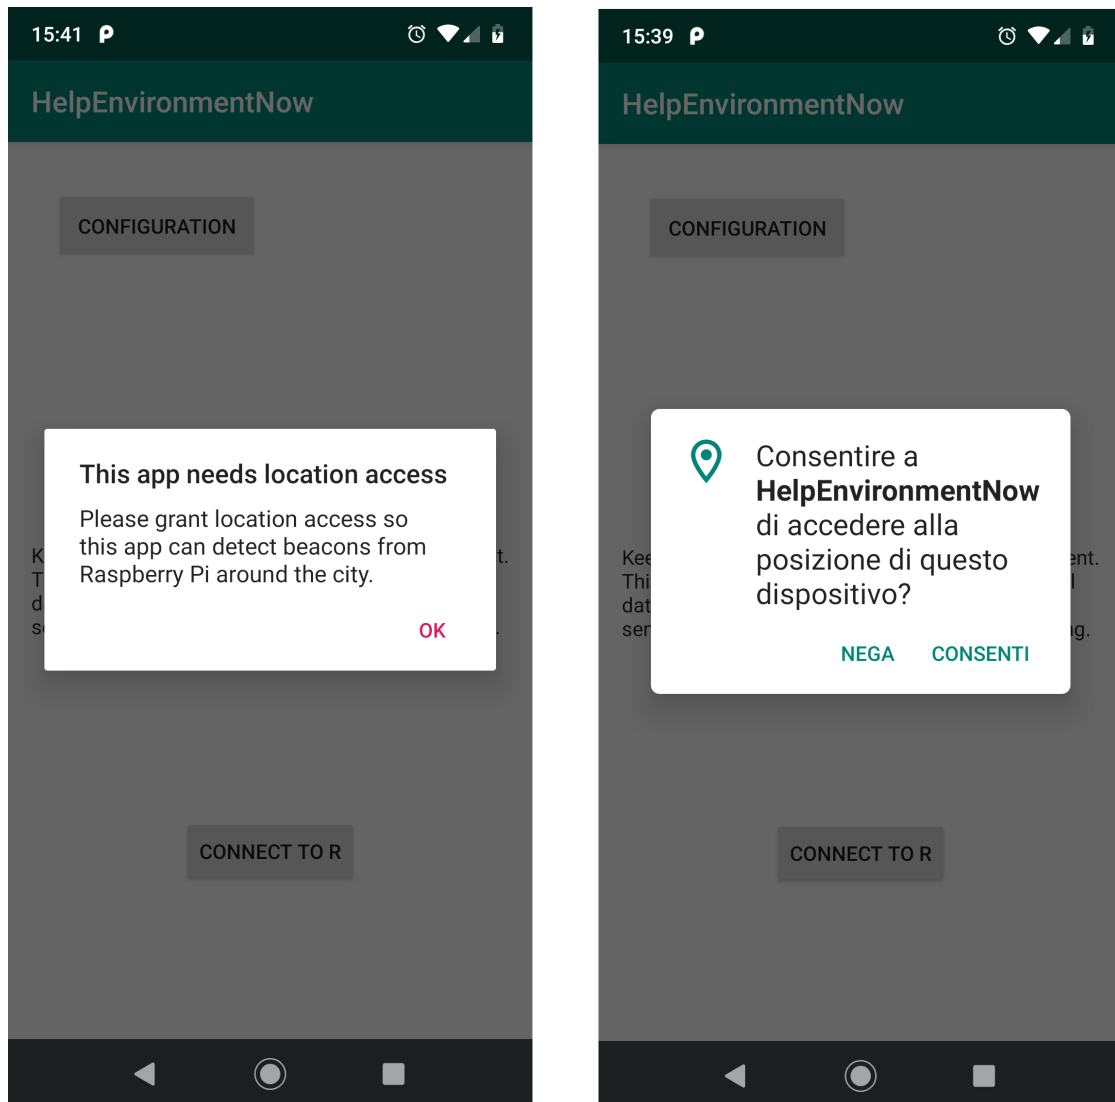 15:41
HelpEnvironmentNow
CONFIGURATION
This app needs location access
Please grant location access so
this app can detect beacons from
Raspberry Pi around the city.
OK
CONNECT TO R
15:39
HelpEnvironmentNow
CONFIGURATION
Consentire a
HelpEnvironmentNow
di accedere alla
posizione di questo
dispositivo?
NEGA CONSENTI
CONNECT TO R